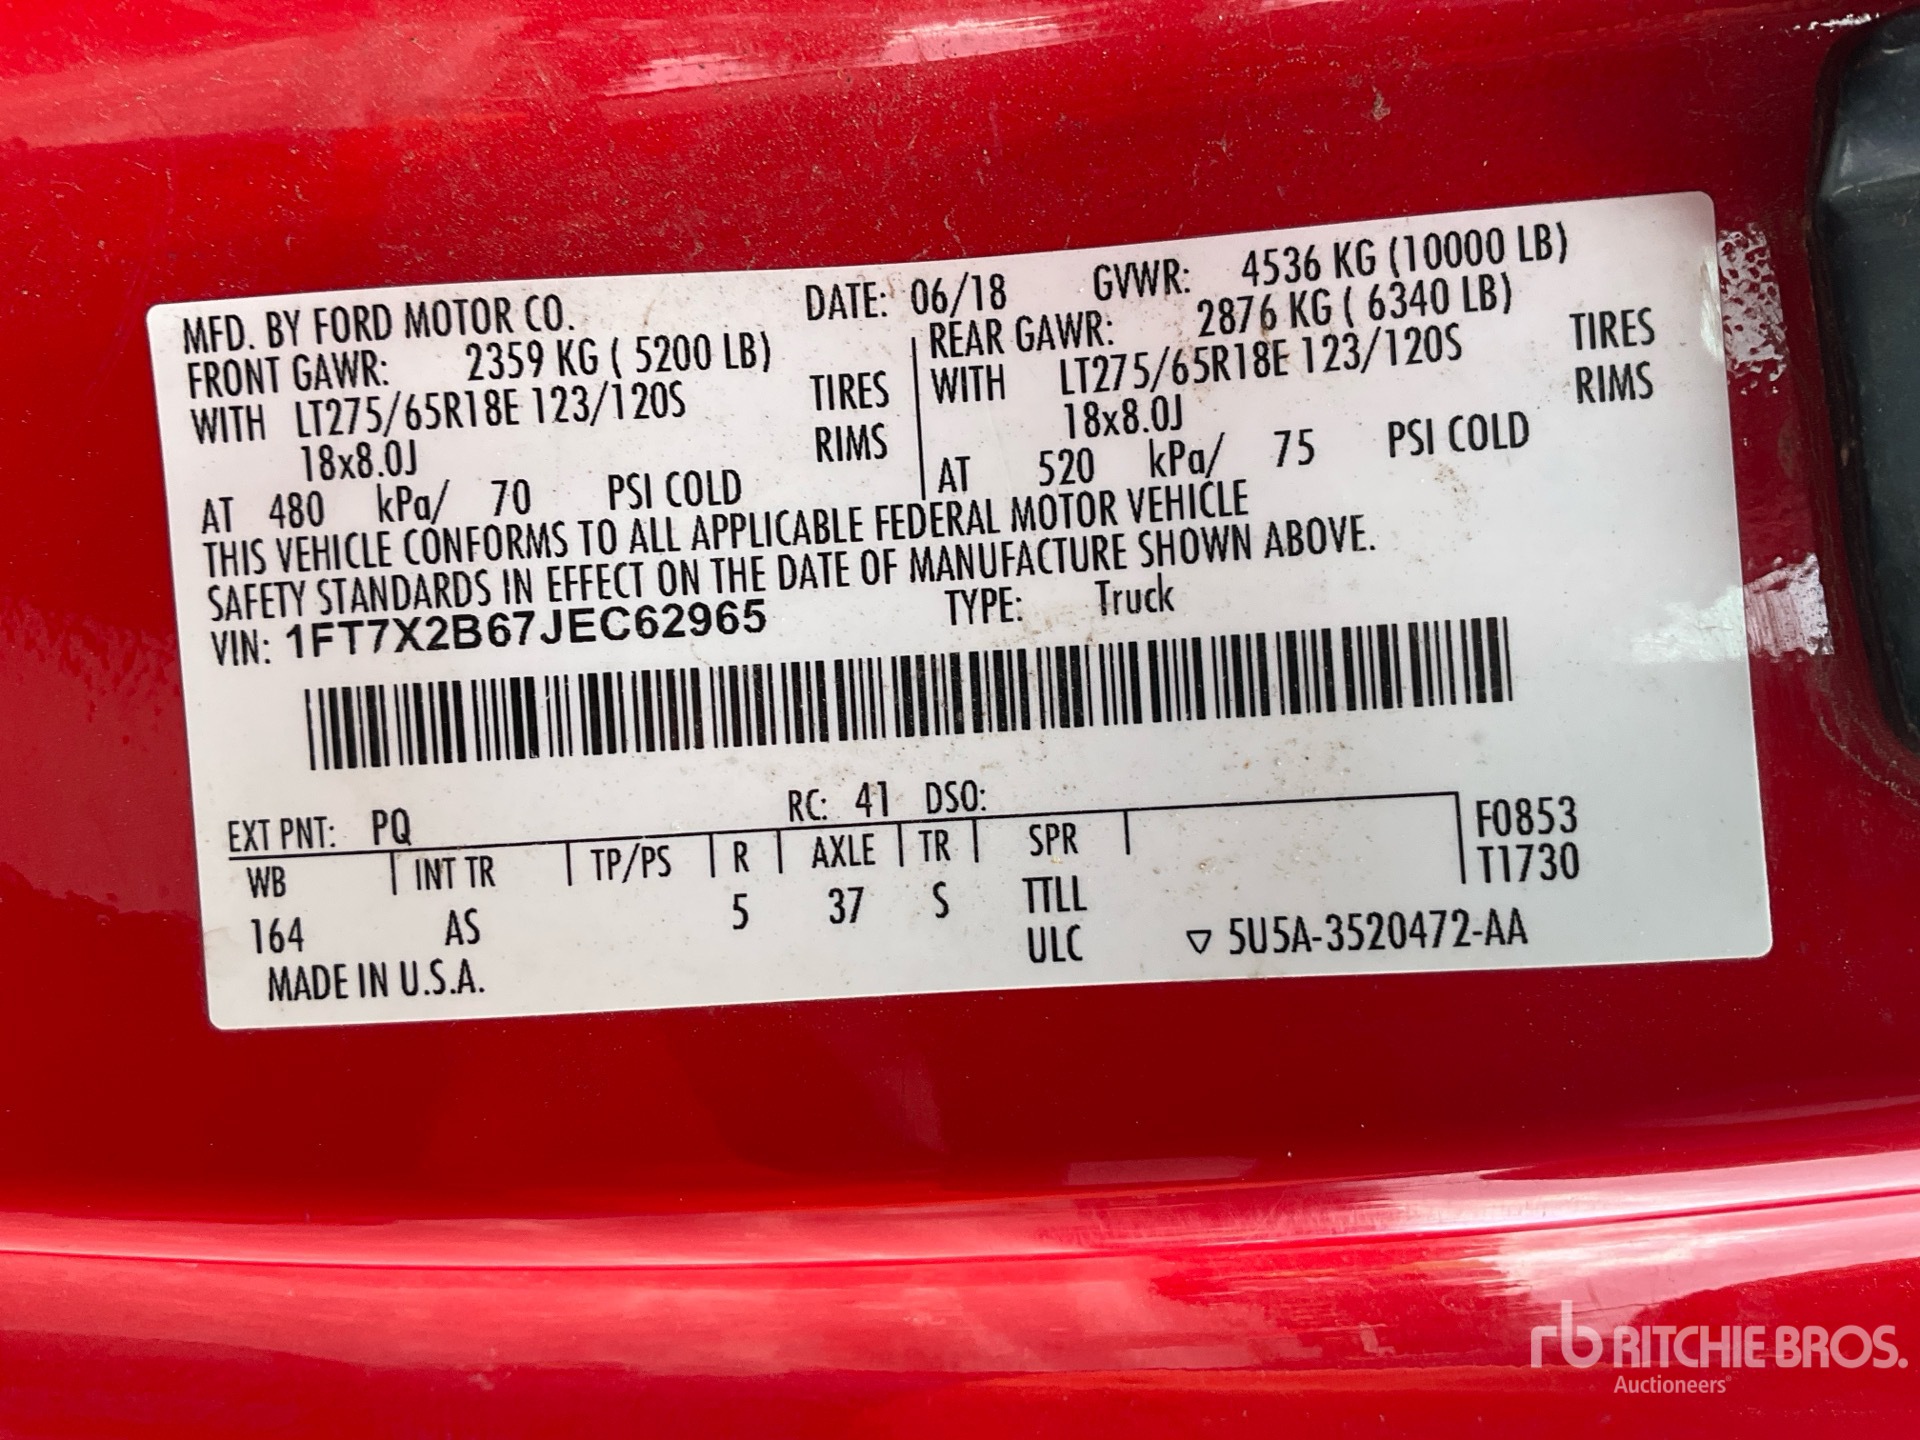 MFD. BY FORD MOTOR CO. DATE: 06/18 GVWR: 4536 KG (10000 LB)
FRONT GAWR: 2359 KG ( 5200 LB) REAR GAWR: 2876 KG ( 6340 LB)
WITH LT275/65R18E 123/120S TIRES WITH LT275/65R18E 123/120S TIRES
18x8.0J RIMS 18x8.0J RIMS
AT 480 kPa/ 70 PSI COLD AT 520 kPa/ 75 PSI COLD
THIS VEHICLE CONFORMS TO ALL APPLICABLE FEDERAL MOTOR VEHICLE
SAFETY STANDARDS IN EFFECT ON THE DATE OF MANUFACTURE SHOWN ABOVE.
VIN: 1FT7X2B67JEC62965 TYPE: Truck
EXT PNT: PQ RC: 41 DSO:
WB INT TR TP/PS R AXLE TR SPR F0853
T1730
164 AS 5 37 S TTLL
ULC ▽ 5U5A-3520472-AA
MADE IN U.S.A.
rb RITCHIE BROS.
Auctioneers